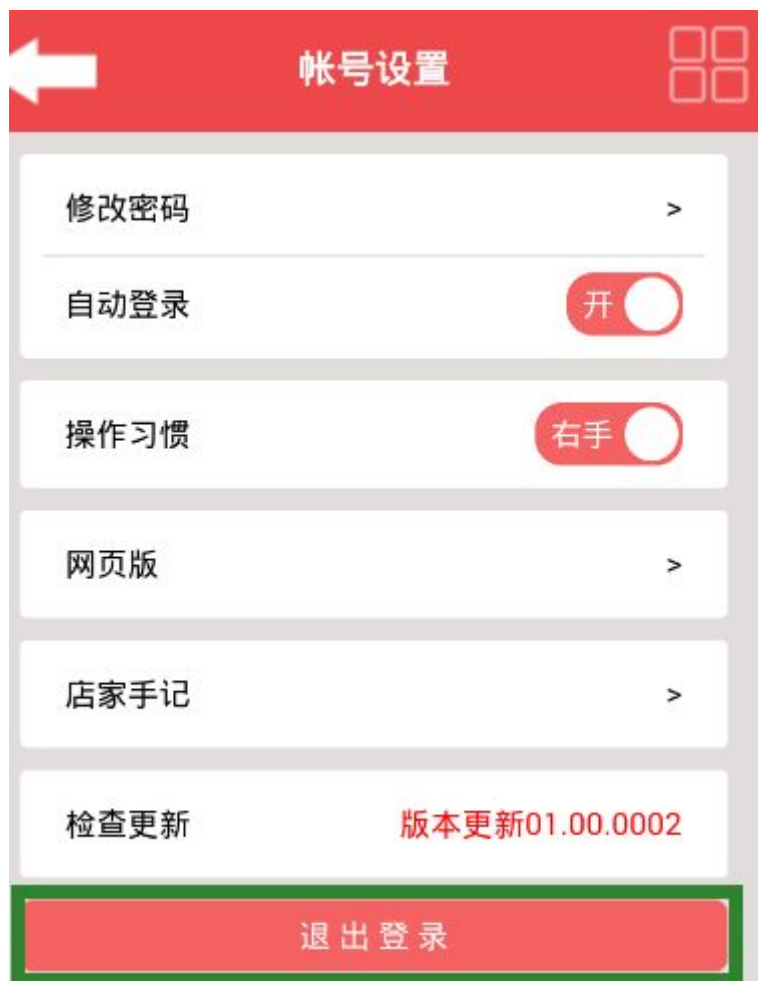 帐号设置
修改密码 >
自动登录 开
操作习惯 右手
网页版 >
店家手记 >
检查更新 版本更新01.00.0002
退出登录